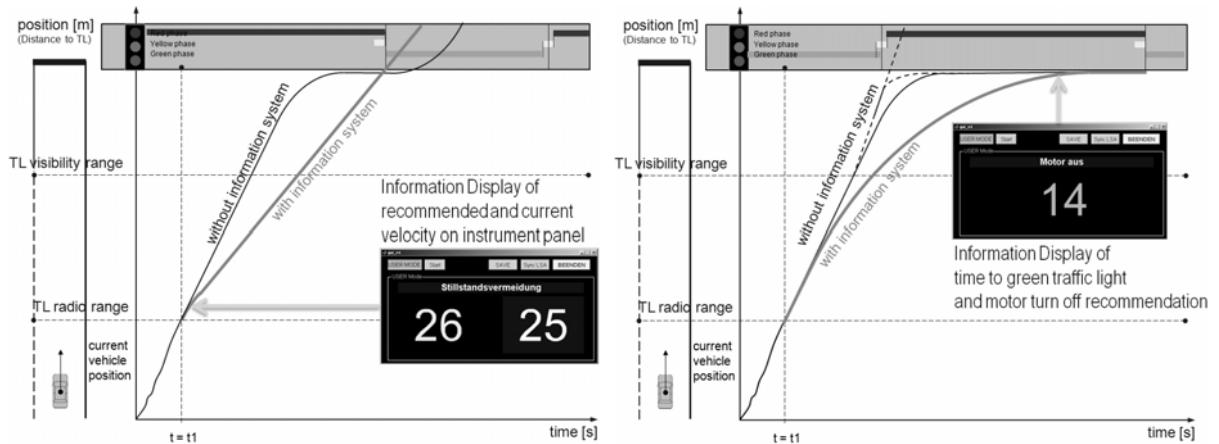 position [m]
(Distance to TL)
Red phase
Yellow phase
Green phase
TL visibility range
without information system
with information system
Information Display of
recommended and current
velocity on instrument panel
USER MODE Start SAVE Sync LSA BEENDEN
USER Mode
Stillstandsvermeidung
26 25
TL radio range
current
vehicle
position
t = t1
time [s]
position [m]
(Distance to TL)
Red phase
Yellow phase
Green phase
TL visibility range
without information system
with information system
USER MODE Start SAVE Sync LSA BEENDEN
USER Mode
Motor aus
14
Information Display of
time to green traffic light
and motor turn off recommendation
TL radio range
current
vehicle
position
t = t1
time [s]